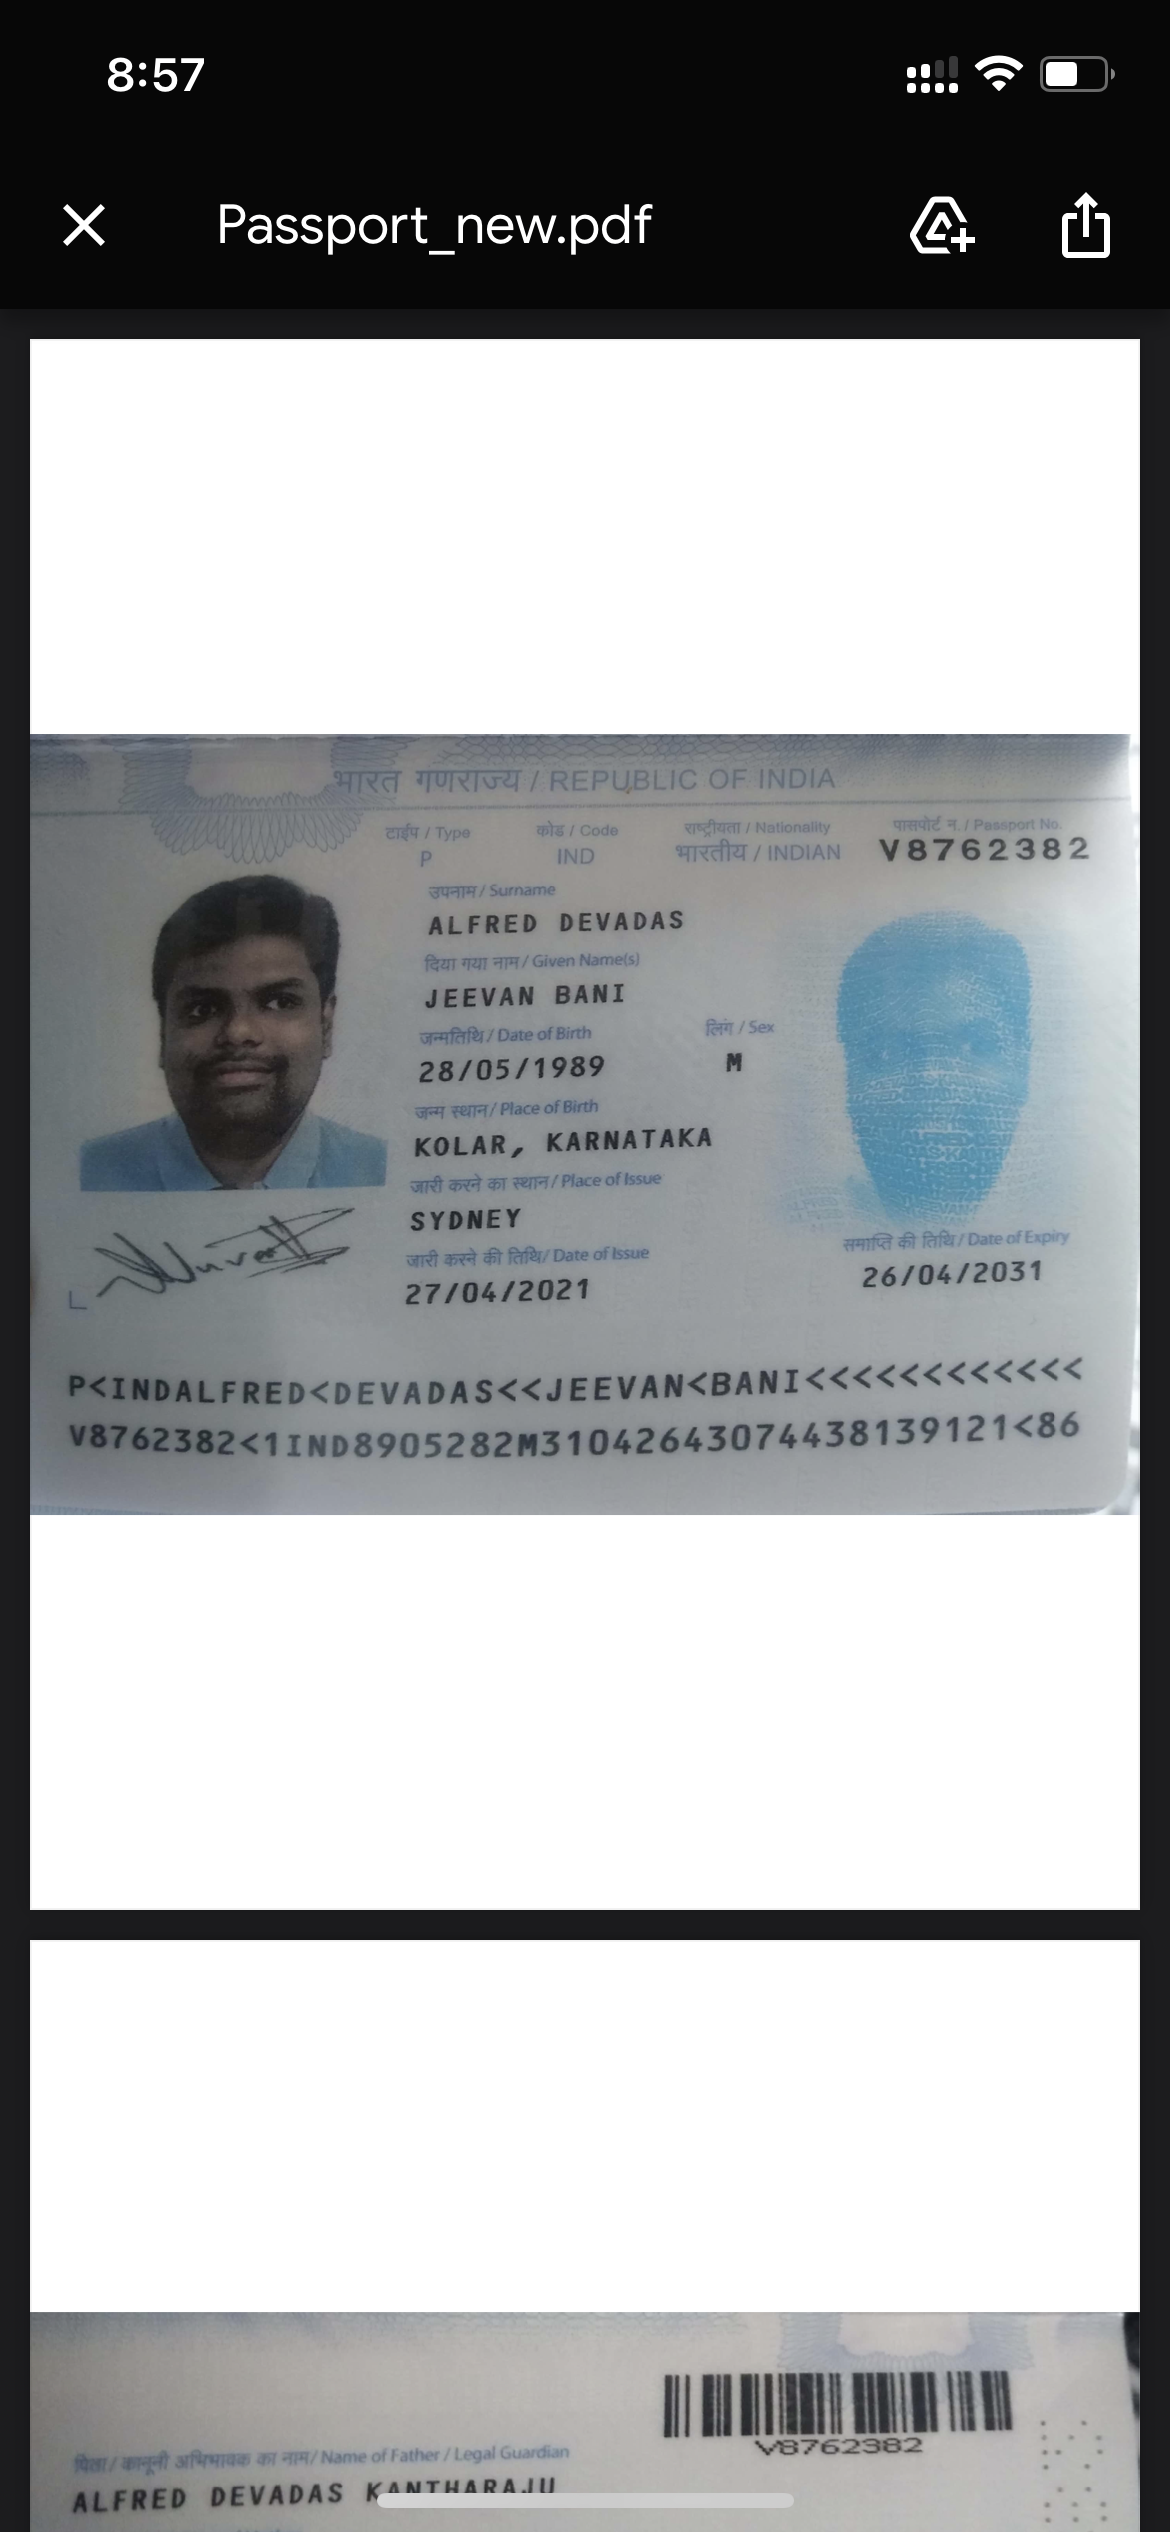 8:57
Passport_new.pdf
भारत गणराज्य / REPUBLIC OF INDIA
टाईप / Type
कोड / Code
राष्ट्रीयता / Nationality
पासपोर्ट न. / Passport No.
P
IND
भारतीय / INDIAN
V8762382
उपनाम / Surname
ALFRED DEVADAS
दिया गया नाम / Given Name(s)
JEEVAN BANI
जन्मतिथि / Date of Birth
लिंग / Sex
28/05/1989
M
जन्म स्थान / Place of Birth
KOLAR, KARNATAKA
जारी करने का स्थान / Place of Issue
SYDNEY
जारी करने की तिथि / Date of Issue
समाप्ति की तिथि / Date of Expiry
27/04/2021
26/04/2031
P<INDALFRED<DEVADAS<<JEEVAN<BANI<<<<<<<<<<<<
V8762382<1IND8905282M3104264307443813912​1<86
V8762382
पिता / कानूनी अभिभावक का नाम / Name of Father / Legal Guardian
ALFRED DEVADAS KANTHARAJU